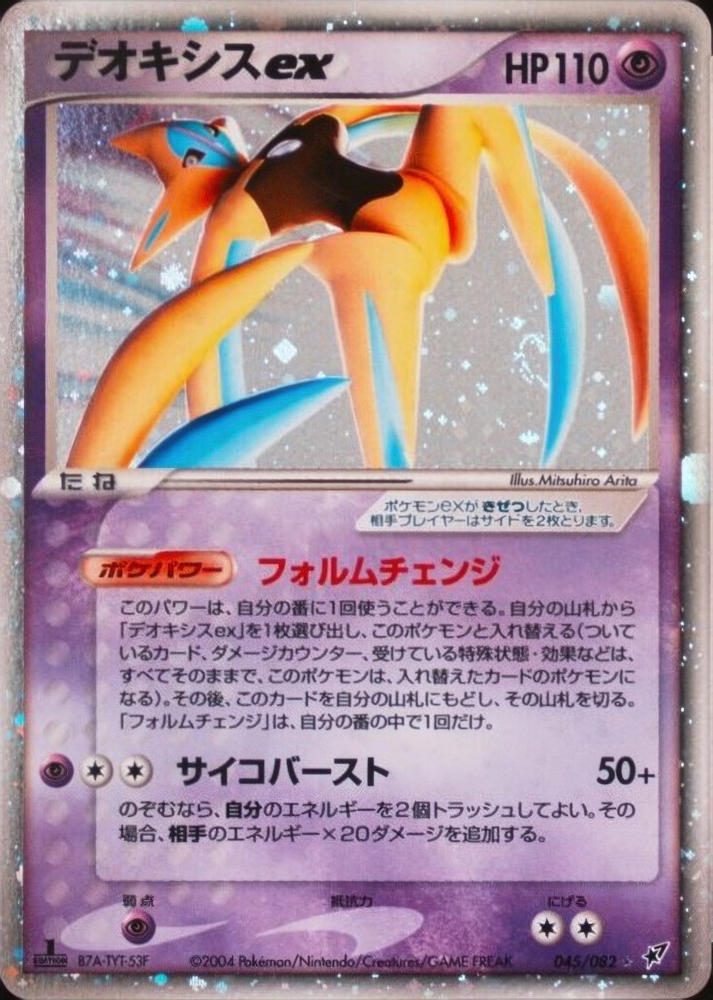 デオキシスex HP110
たね Illus.Mitsuhiro Arita
ポケモンexが きぜつしたとき、
相手プレイヤーはサイドを2枚とります。
ポケパワー フォルムチェンジ
このパワーは、自分の番に1回使うことができる。自分の山札から
「デオキシスex」を1枚選び出し、このポケモンと入れ替える(ついて
いるカード、ダメージカウンター、受けている特殊状態・効果などは、
すべてそのままで、このポケモンは、入れ替えたカードのポケモンに
なる)。その後、このカードを自分の山札にもどし、その山札を切る。
「フォルムチェンジ」は、自分の番の中で1回だけ。
サイコバースト 50+
のぞむなら、自分のエネルギーを2個トラッシュしてよい。その
場合、相手のエネルギー×20ダメージを追加する。
弱点 抵抗力 にげる
1 EDITION B7A-TYT-53F ©2004 Pokémon/Nintendo/Creatures/GAME FREAK 045/082